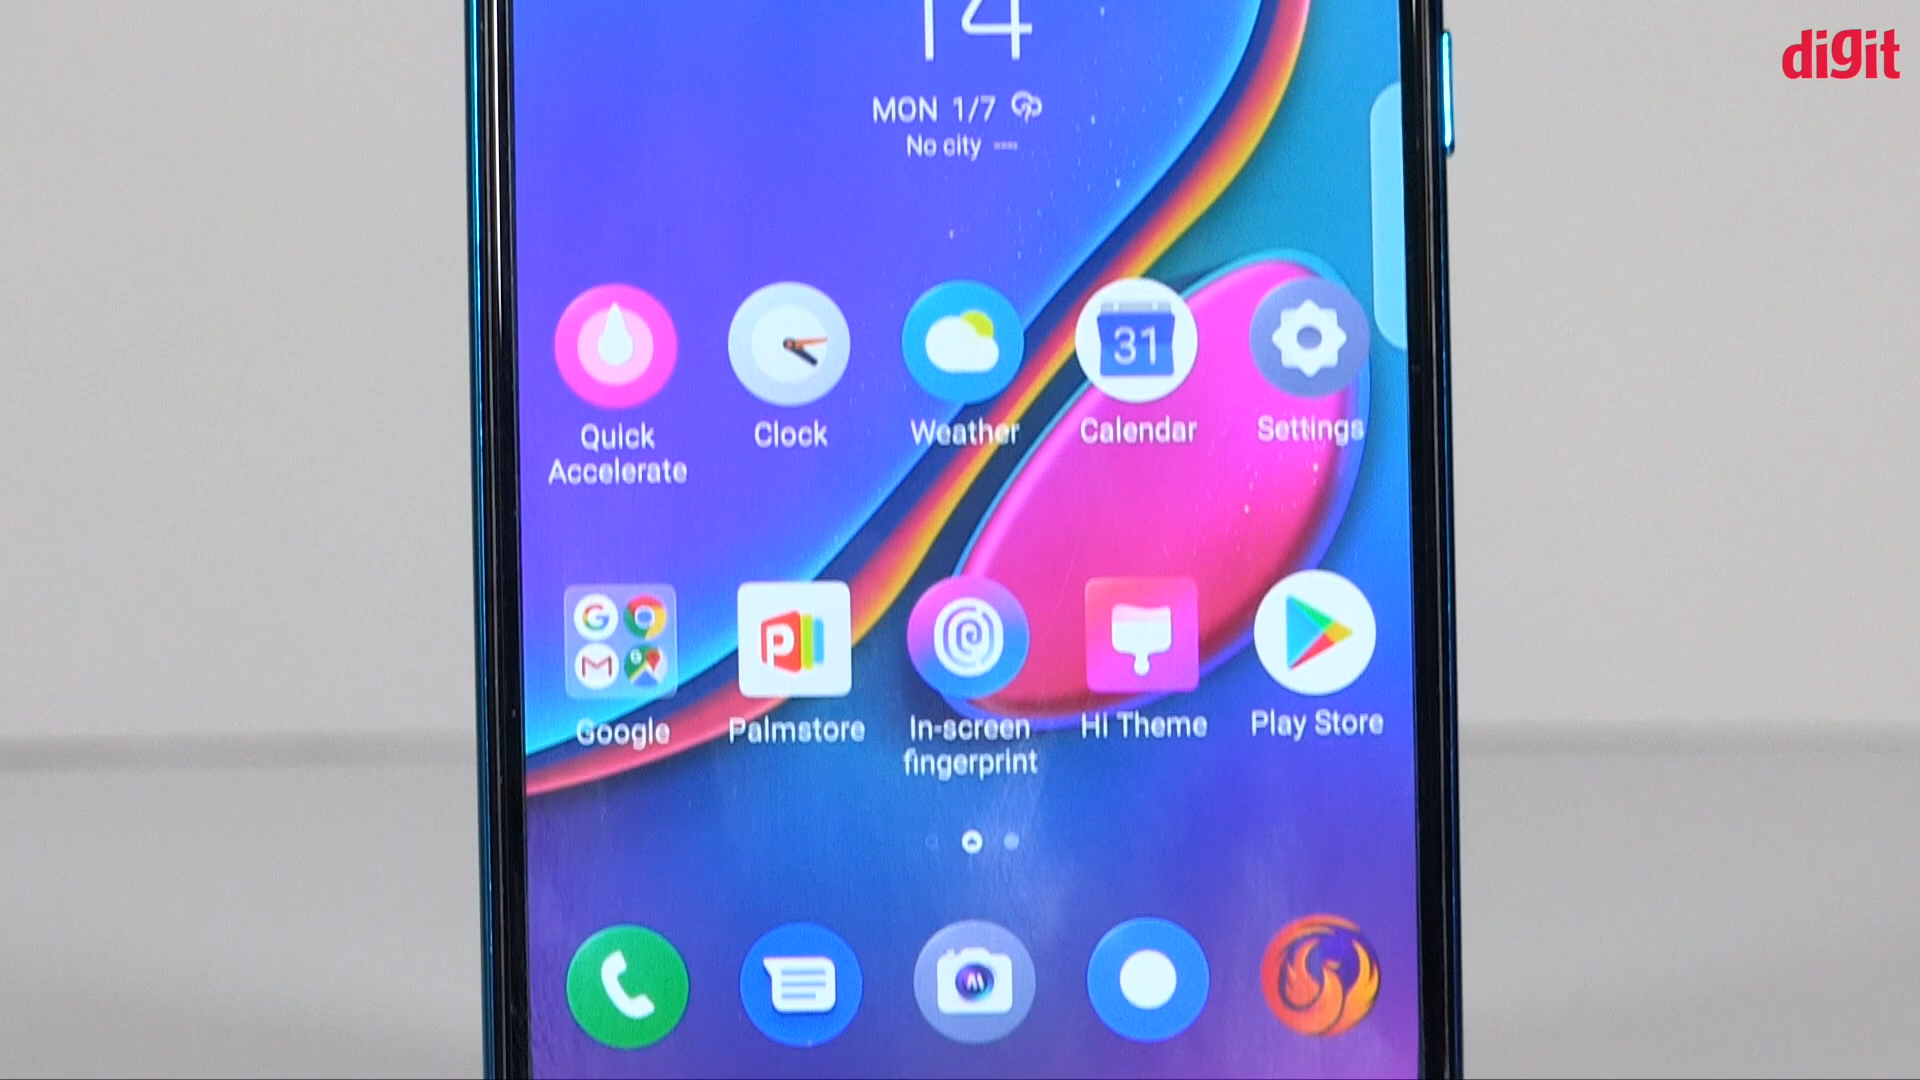 digit
14
MON 1/7
No city ---
31
Quick
Accelerate
Clock
Weather
Calendar
Settings
G
P
Google
Palmstore
In-screen
fingerprint
Hi Theme
Play Store
AI